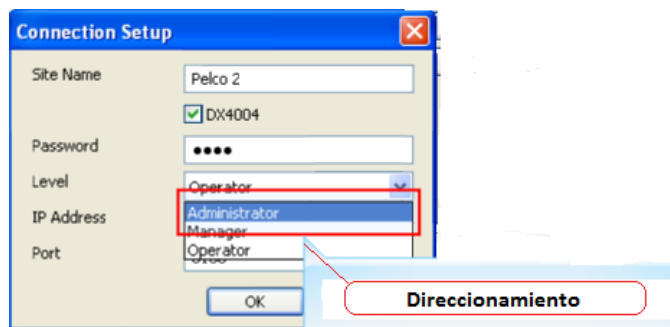 Connection Setup
Site Name
Pelco 2
DX4004
Password
Level
Operator
Administrator
IP Address
Manager
Port
Operator
OK
Direccionamiento